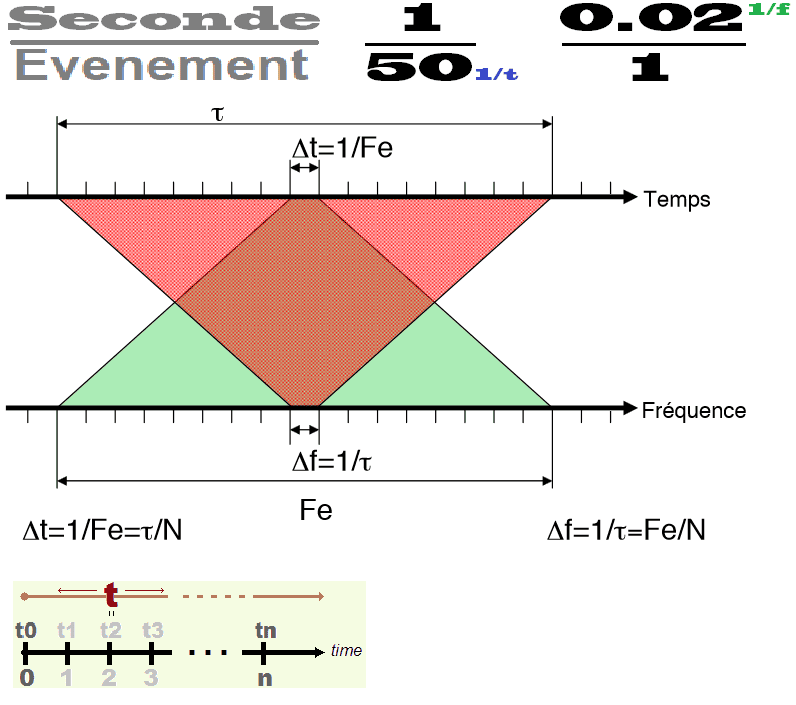 Seconde 1 0.02 1/f
Evenement 50 1/t 1
τ
Δt=1/Fe
Temps
Fréquence
Δf=1/τ
Fe
Δt=1/Fe=τ/N Δf=1/τ=Fe/N
t
t0 t1 t2 t3 ... tn
time
0 1 2 3 n